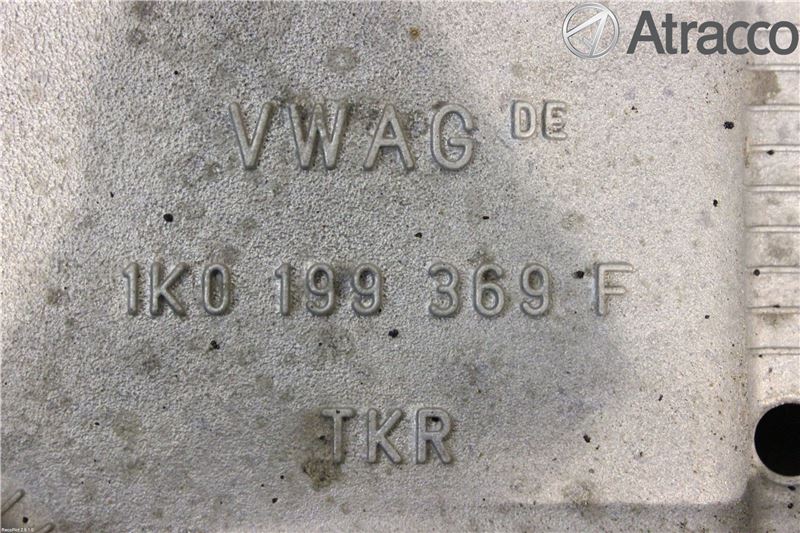 Atracco
VWAG DE
1K0 199 369 F
TKR